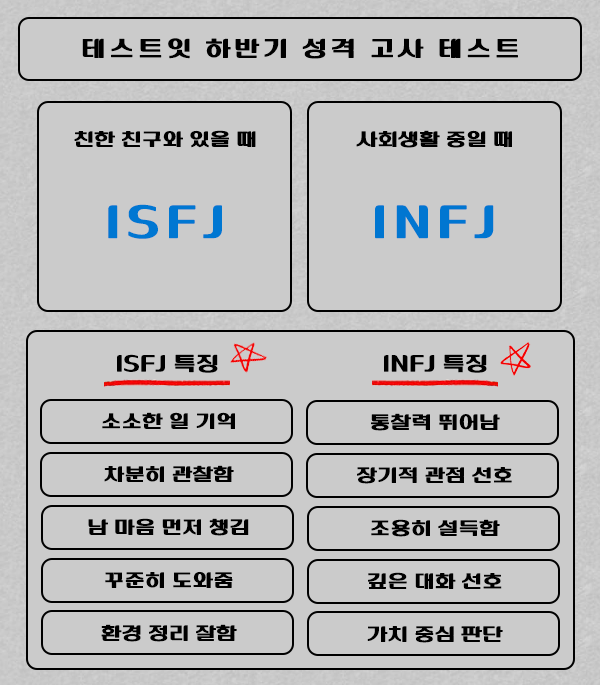 테스트잇 하반기 성격 고사 테스트
친한 친구와 있을 때
ISFJ
사회생활 중일 때
INFJ
ISFJ 특징
소소한 일 기억
차분히 관찰함
남 마음 먼저 챙김
꾸준히 도와줌
환경 정리 잘함
INFJ 특징
통찰력 뛰어남
장기적 관점 선호
조용히 설득함
깊은 대화 선호
가치 중심 판단